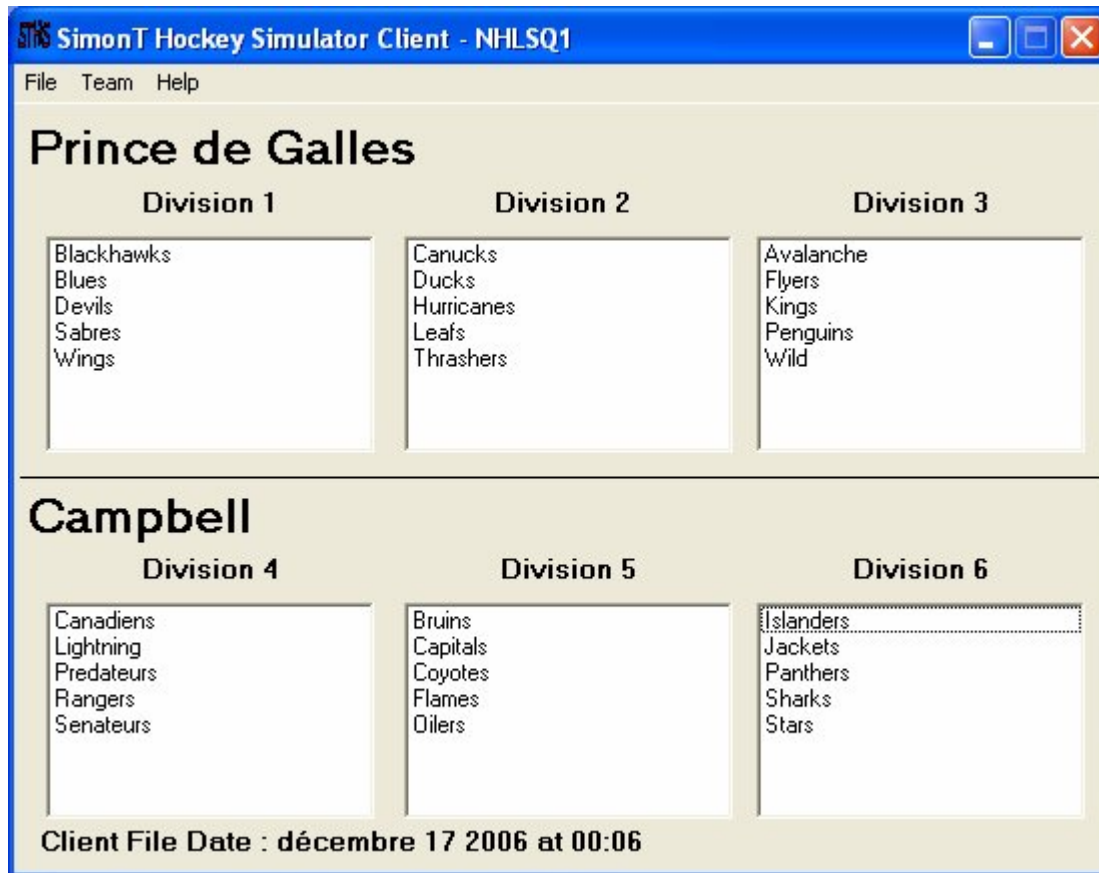 STHS SimonT Hockey Simulator Client - NHLSQ1
File Team Help
Prince de Galles
Division 1 Division 2 Division 3
Blackhawks Canucks Avalanche
Blues Ducks Flyers
Devils Hurricanes Kings
Sabres Leafs Penguins
Wings Thrashers Wild
Campbell
Division 4 Division 5 Division 6
Canadiens Bruins Islanders
Lightning Capitals Jackets
Predateurs Coyotes Panthers
Rangers Flames Sharks
Senateurs Oilers Stars
Client File Date : décembre 17 2006 at 00:06